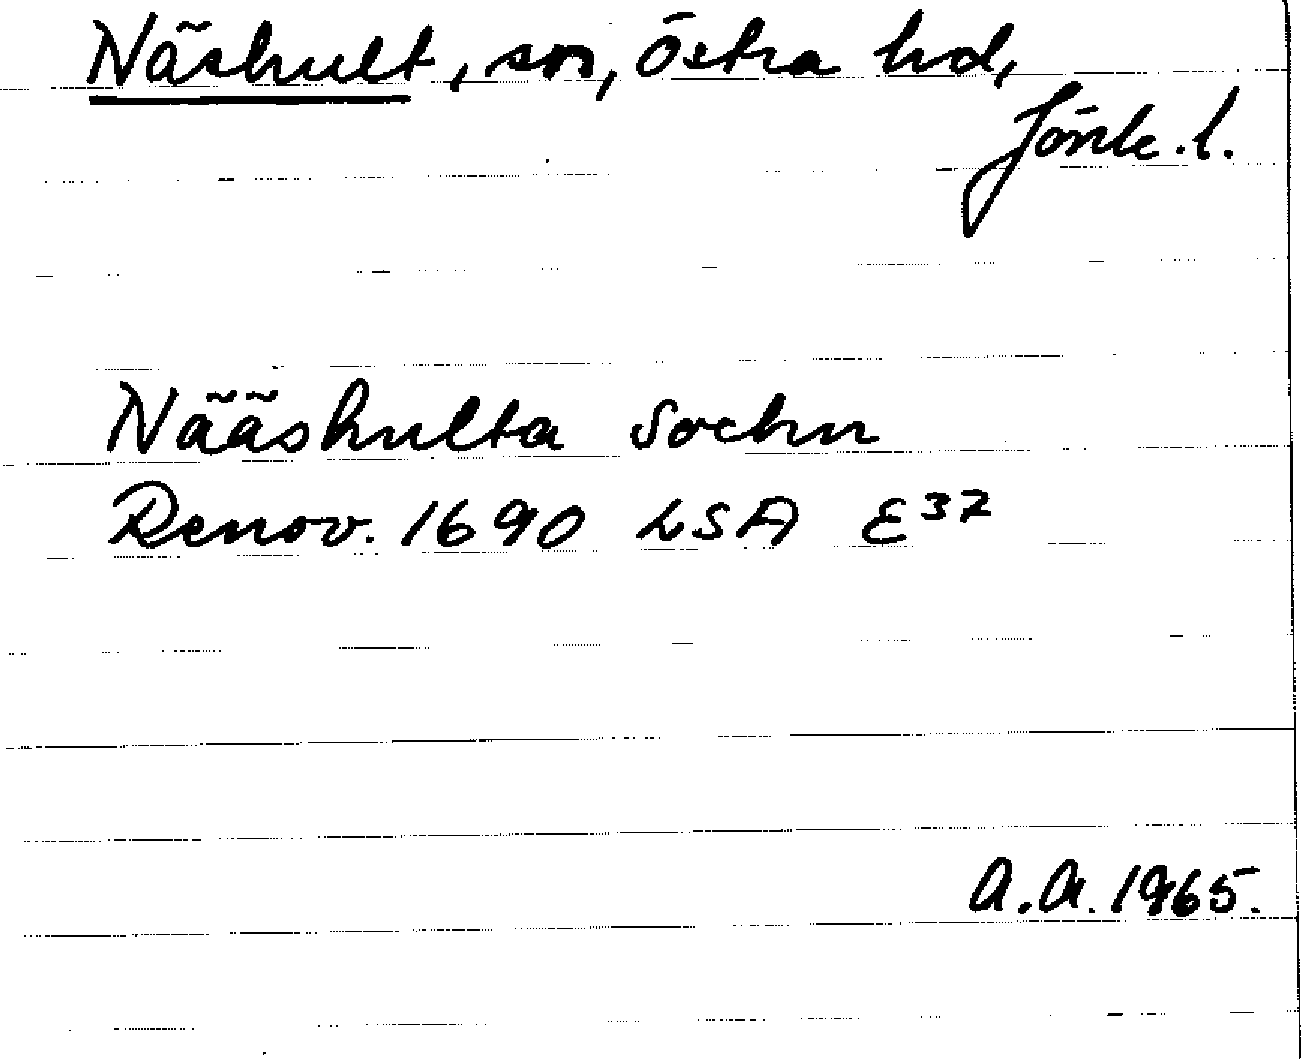 Näshult, sn, Östra hd,
Jönk.l.
Nääshulta Sochn
Renov. 1690 LSA E37
A.A. 1965.